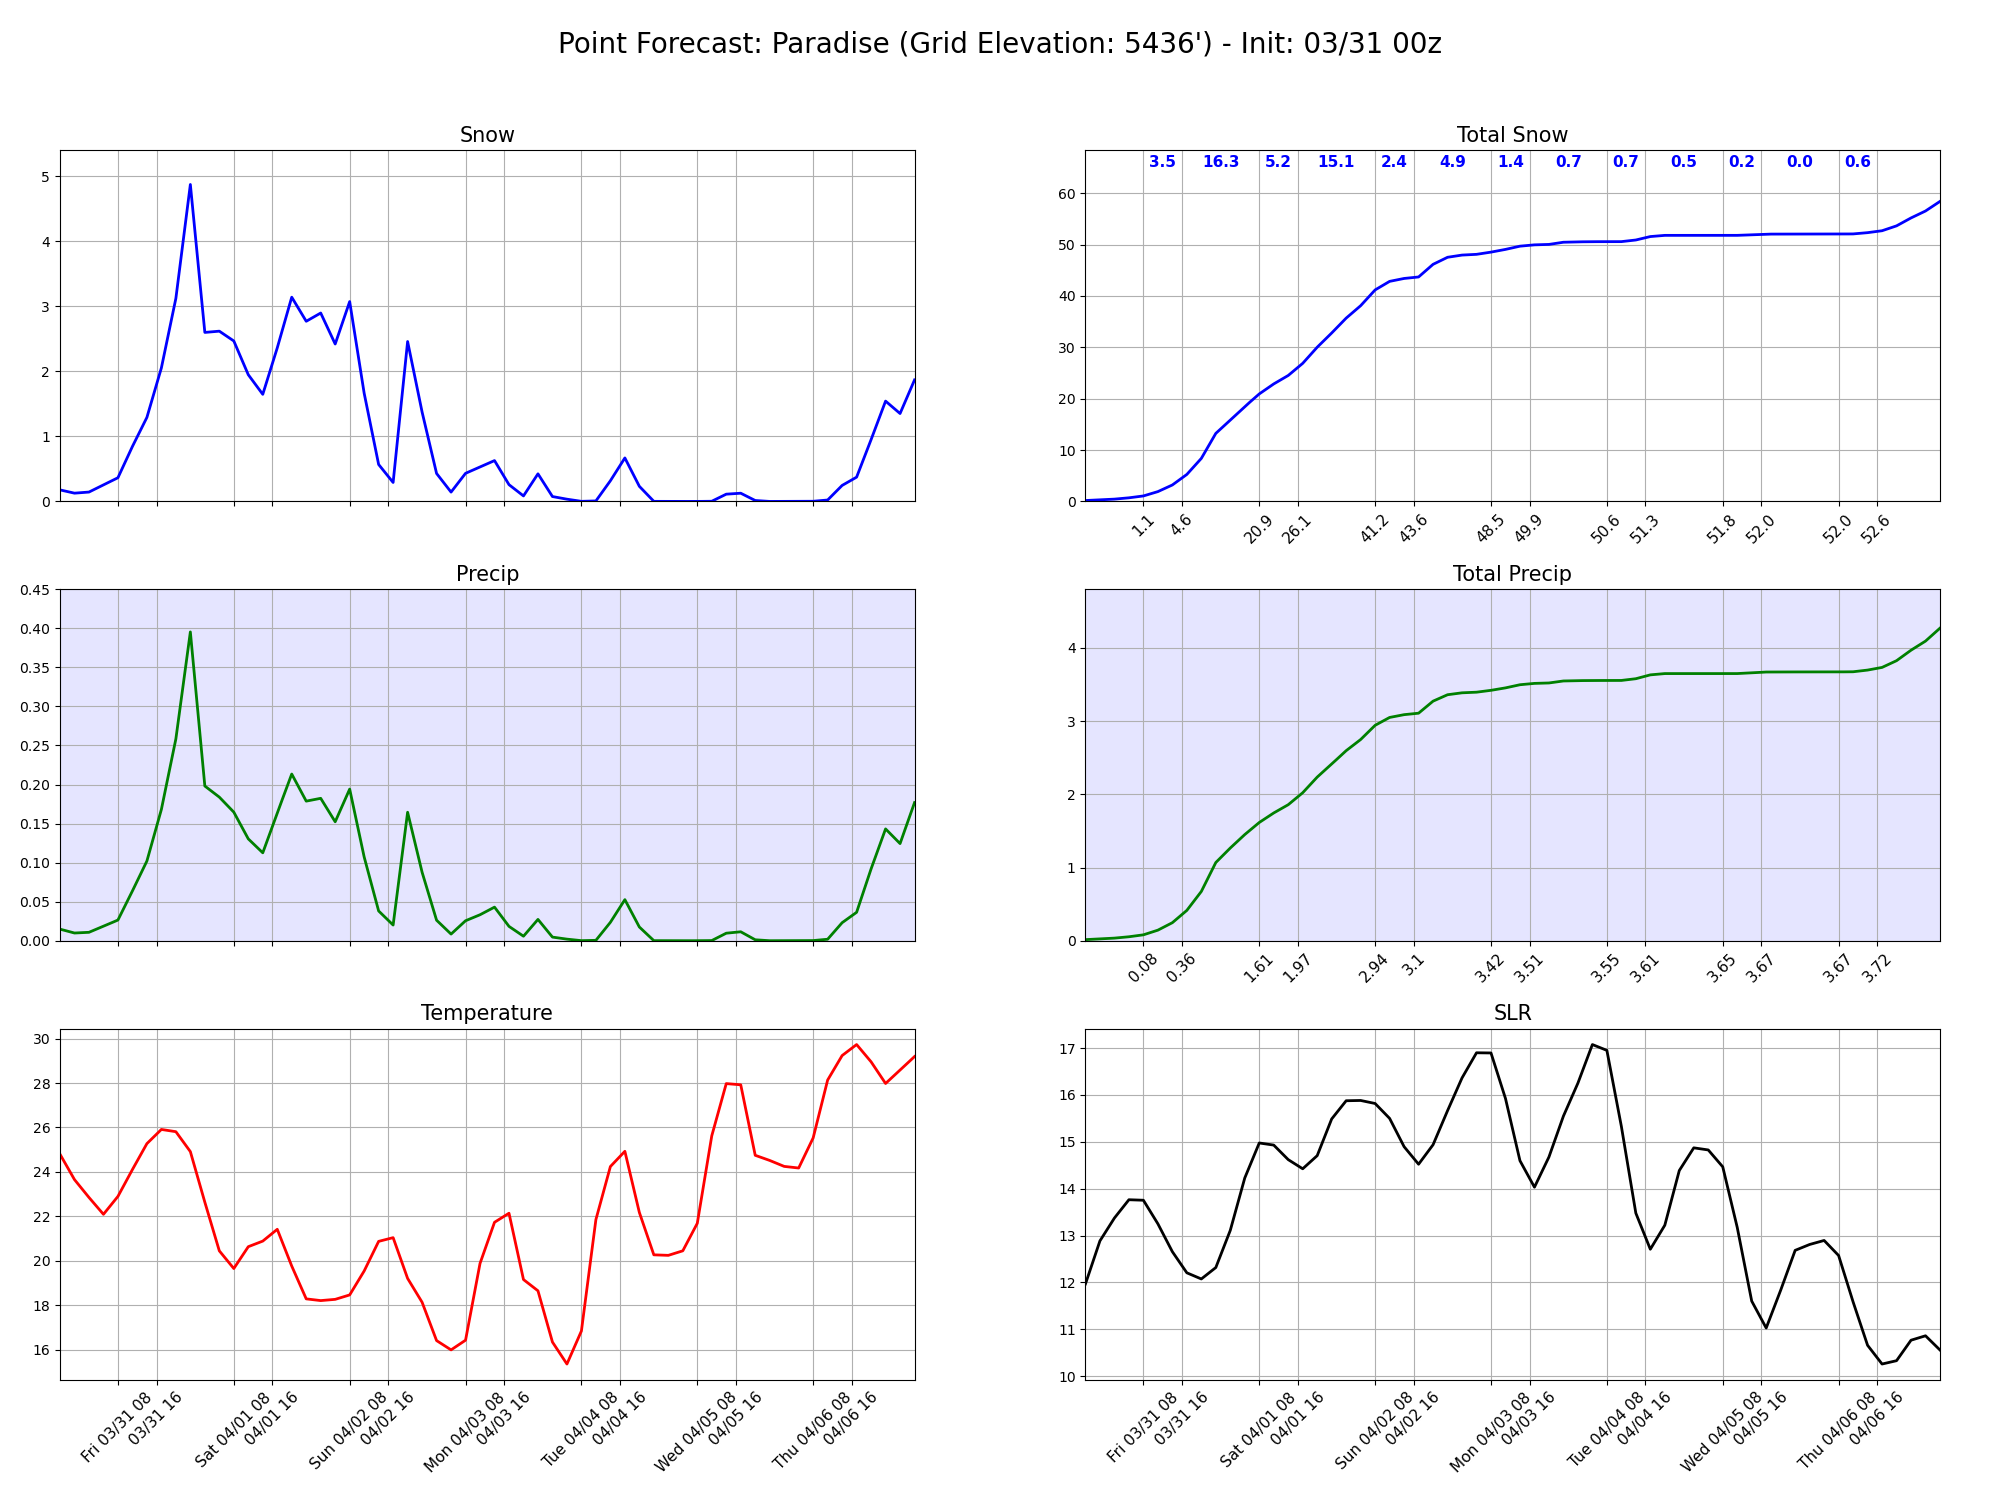 Point Forecast: Paradise (Grid Elevation: 5436') - Init: 03/31 00z
Snow
5
4
3
2
1
0
Total Snow
3.5 16.3 5.2 15.1 2.4 4.9 1.4 0.7 0.7 0.5 0.2 0.0 0.6
60
50
40
30
20
10
0
1.1 4.6 20.9 26.1 41.2 43.6 48.5 49.9 50.6 51.3 51.8 52.0 52.0 52.6
Precip
0.45
0.40
0.35
0.30
0.25
0.20
0.15
0.10
0.05
0.00
Total Precip
4
3
2
1
0
0.08 0.36 1.61 1.97 2.94 3.1 3.42 3.51 3.55 3.61 3.65 3.67 3.67 3.72
Temperature
30
28
26
24
22
20
18
16
Fri 03/31 08
03/31 16
Sat 04/01 08
04/01 16
Sun 04/02 08
04/02 16
Mon 04/03 08
04/03 16
Tue 04/04 08
04/04 16
Wed 04/05 08
04/05 16
Thu 04/06 08
04/06 16
SLR
17
16
15
14
13
12
11
10
Fri 03/31 08
03/31 16
Sat 04/01 08
04/01 16
Sun 04/02 08
04/02 16
Mon 04/03 08
04/03 16
Tue 04/04 08
04/04 16
Wed 04/05 08
04/05 16
Thu 04/06 08
04/06 16